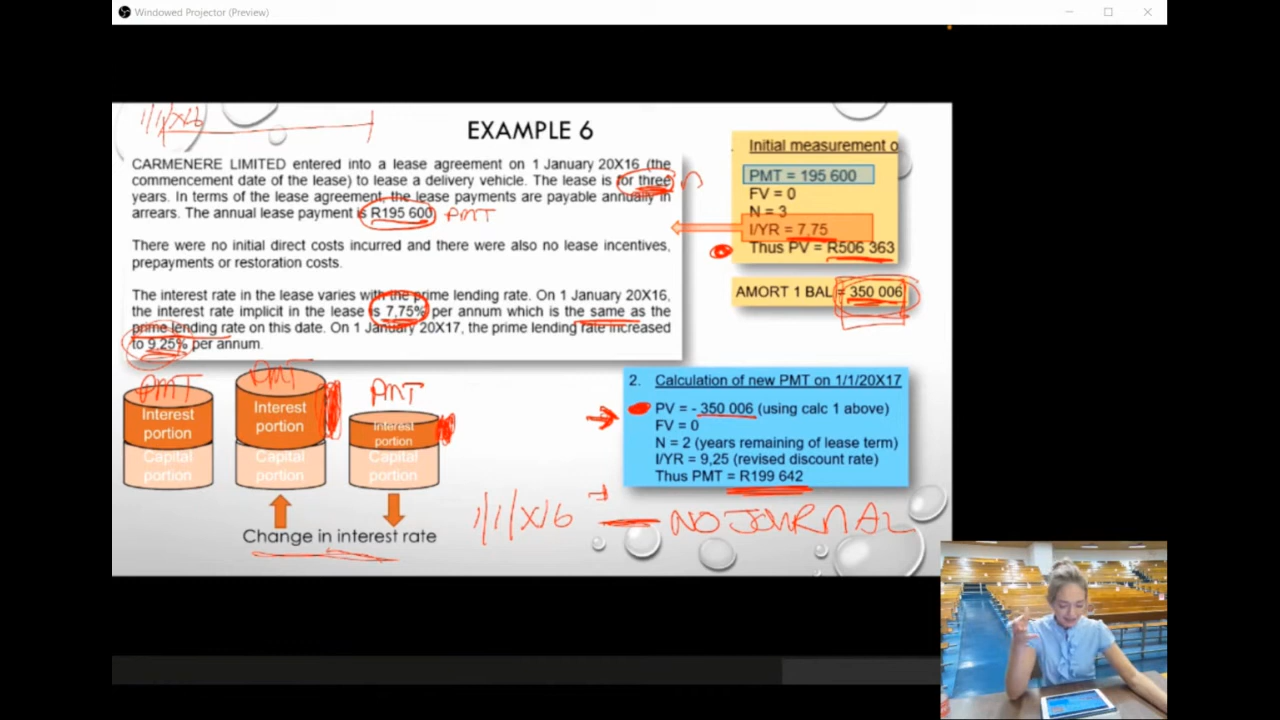 Windowed Projector (Preview)
1/1/X16
EXAMPLE 6
CARMENERE LIMITED entered into a lease agreement on 1 January 20X16 (the
commencement date of the lease) to lease a delivery vehicle. The lease is for three
years. In terms of the lease agreement, the lease payments are payable annually in
arrears. The annual lease payment is R195 600
n
PMT
There were no initial direct costs incurred and there were also no lease incentives,
prepayments or restoration costs.
The interest rate in the lease varies with the prime lending rate. On 1 January 20X16,
the interest rate implicit in the lease is 7,75% per annum which is the same as the
prime lending rate on this date. On 1 January 20X17, the prime lending rate increased
to 9,25% per annum.
Initial measurement o
PMT = 195 600
FV = 0
N = 3
I/YR = 7,75
Thus PV = R506 363
AMORT 1 BAL = 350 006
PMT
Interest
portion
Capital
portion
PMT
Interest
portion
Capital
portion
PMT
Interest
portion
Capital
portion
Change in interest rate
2. Calculation of new PMT on 1/1/20X17
PV = - 350 006 (using calc 1 above)
FV = 0
N = 2 (years remaining of lease term)
I/YR = 9,25 (revised discount rate)
Thus PMT = R199 642
1/1/X16 NO JOURNAL